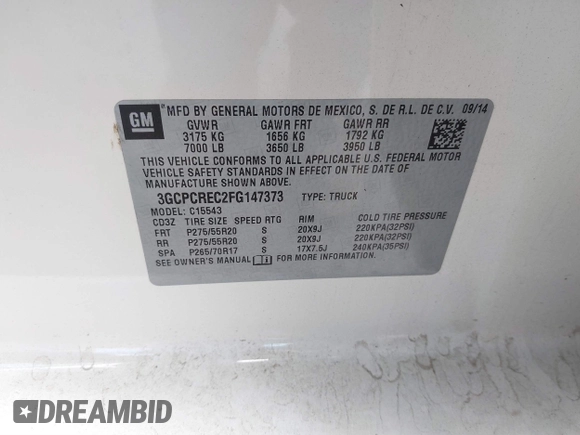 GM
MFD BY GENERAL MOTORS DE MEXICO, S. DE R.L. DE C.V. 09/14
GVWR GAWR FRT GAWR RR
3175 KG 1656 KG 1792 KG
7000 LB 3650 LB 3950 LB
THIS VEHICLE CONFORMS TO ALL APPLICABLE U.S. FEDERAL MOTOR
VEHICLE SAFETY STANDARDS IN EFFECT ON THE DATE OF
MANUFACTURE SHOWN ABOVE.
3GCPCREC2FG147373 TYPE: TRUCK
MODEL: C15543
CD3Z TIRE SIZE SPEED RTG RIM COLD TIRE PRESSURE
FRT P275/55R20 S 20X9J 220KPA(32PSI)
RR P275/55R20 S 20X9J 220KPA(32PSI)
SPA P265/70R17 S 17X7.5J 240KPA(35PSI)
SEE OWNER'S MANUAL FOR MORE INFORMATION.
DREAMBID